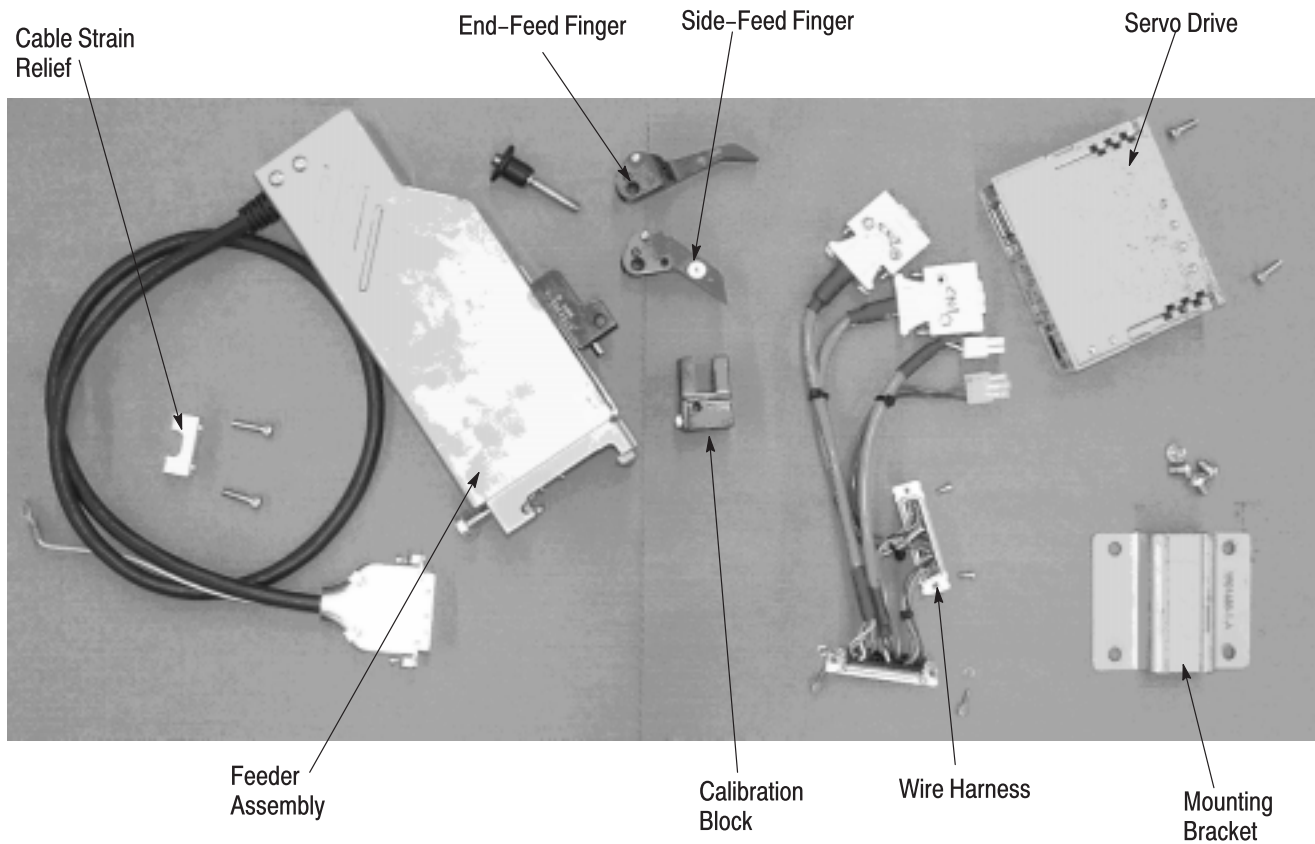 Cable Strain
Relief
End-Feed Finger
Side-Feed Finger
Servo Drive
Feeder
Assembly
Calibration
Block
Wire Harness
Mounting
Bracket